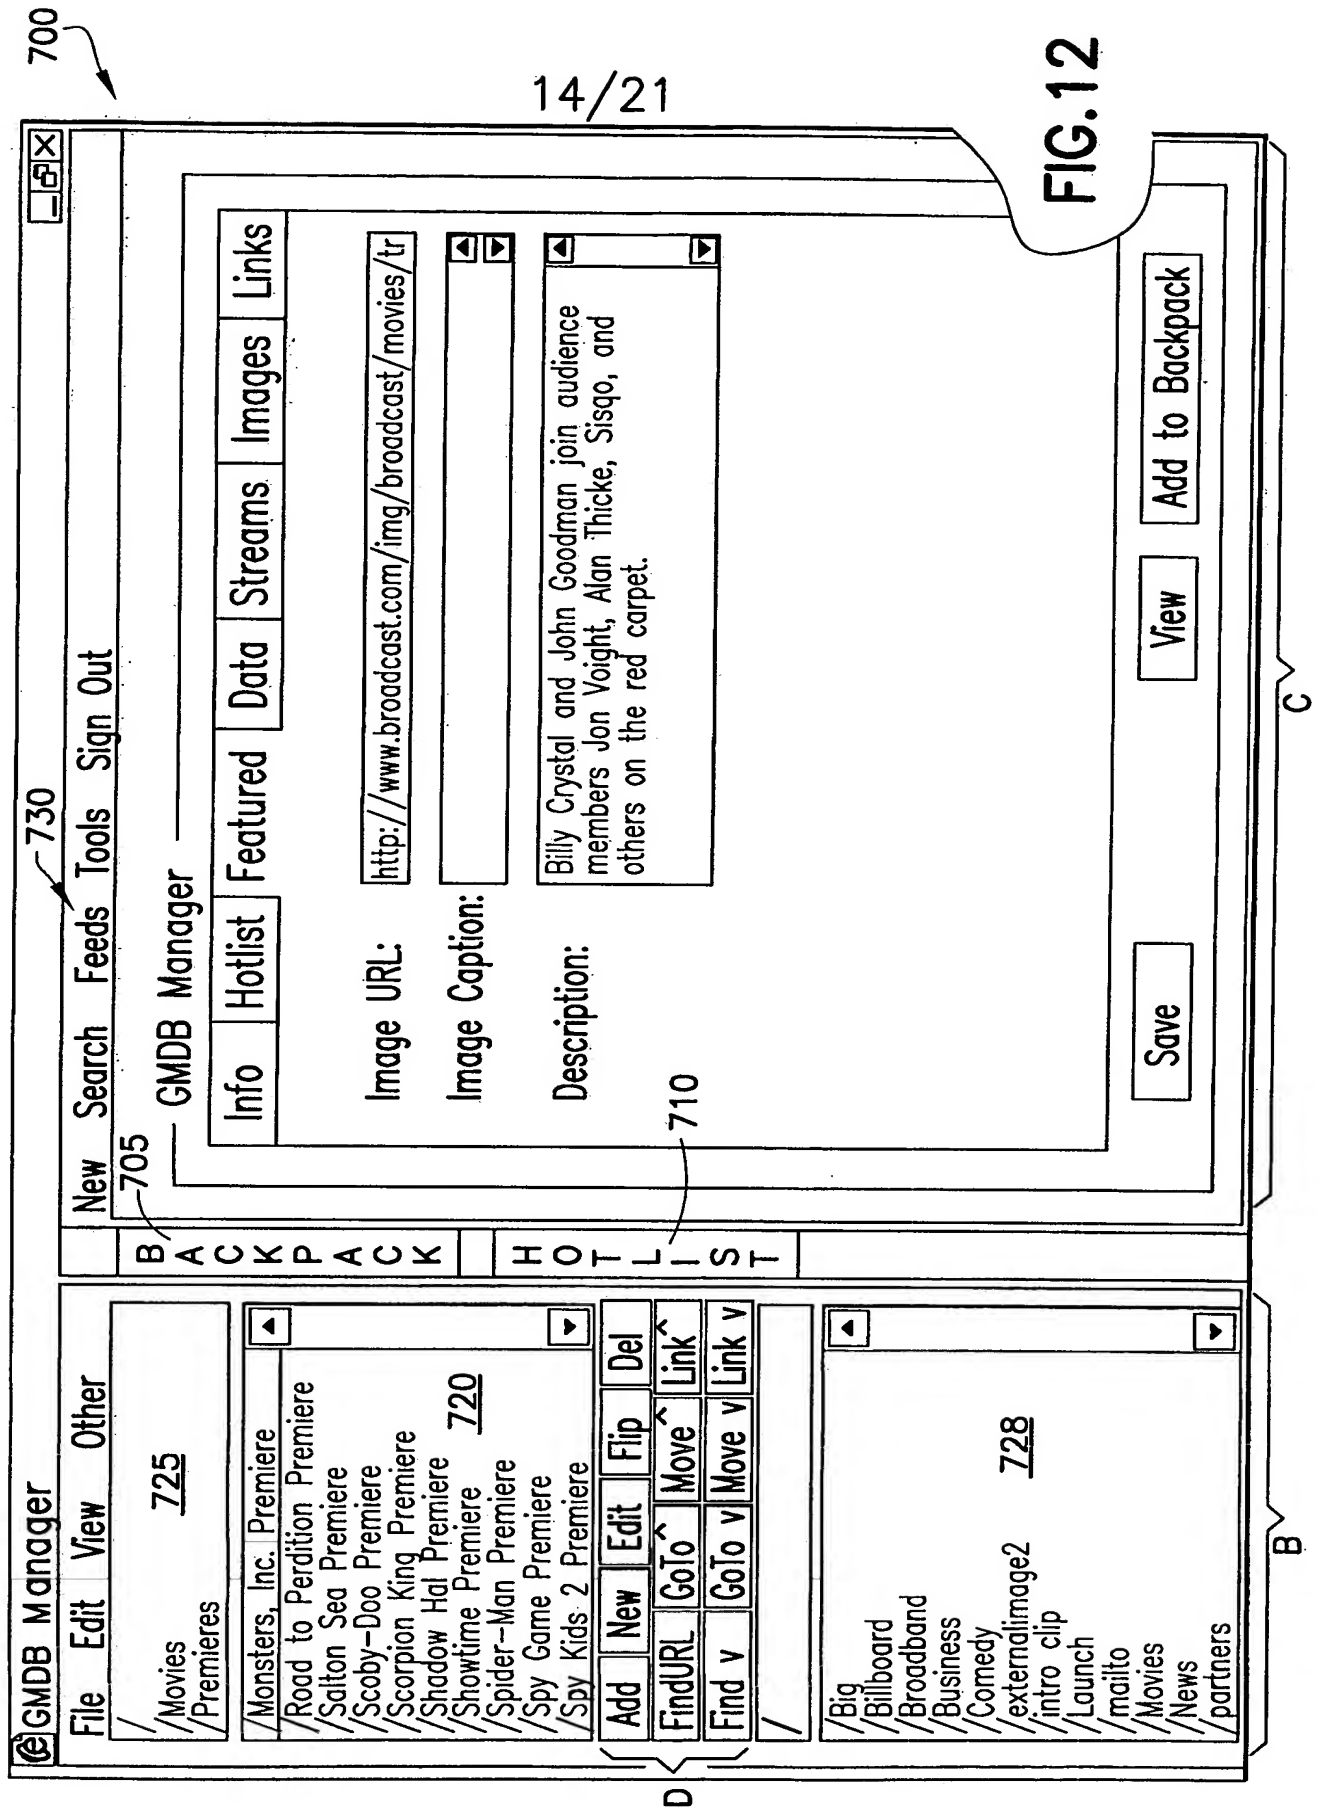 14/21
700
GMDB Manager
File Edit View Other
/
/Movies
/Premieres
725
/Monsters, Inc. Premiere
/Road to Perdition Premiere
/Salton Sea Premiere
/Scoby-Doo Premiere
/Scorpion King Premiere
/Shadow Hal Premiere
/Showtime Premiere
/Spider-Man Premiere
/Spy Game Premiere
/Spy Kids 2 Premiere
720
Add New Edit Flip Del
FindURL GoTo ^ Move ^ Link ^
Find v GoTo v Move v Link v
D
/
/Big
/Billboard
/Broadband
/Business
/Comedy
/externalimage2
/intro clip
/Launch
/mailto
/Movies
/News
/partners
728
B
BACKPACK
705
HOTLIST
710
New Search Feeds Tools Sign Out
730
GMDB Manager
Info Hotlist Featured Data Streams Images Links
Image URL: http://www.broadcast.com/img/broadcast/movies/tr
Image Caption:
Description:
Billy Crystal and John Goodman join audience
members Jon Voight, Alan Thicke, Sisqo, and
others on the red carpet.
Save View Add to Backpack
C
FIG.12